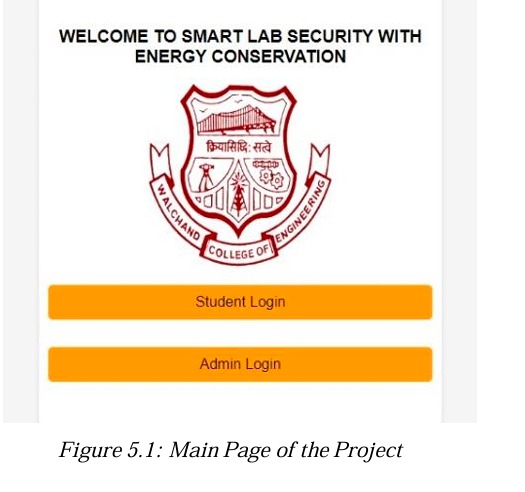 WELCOME TO SMART LAB SECURITY WITH
ENERGY CONSERVATION
क्रियासिद्धि: सत्वे
WALCHAND
COLLEGE OF
ENGINEERING
Student Login
Admin Login
Figure 5.1: Main Page of the Project